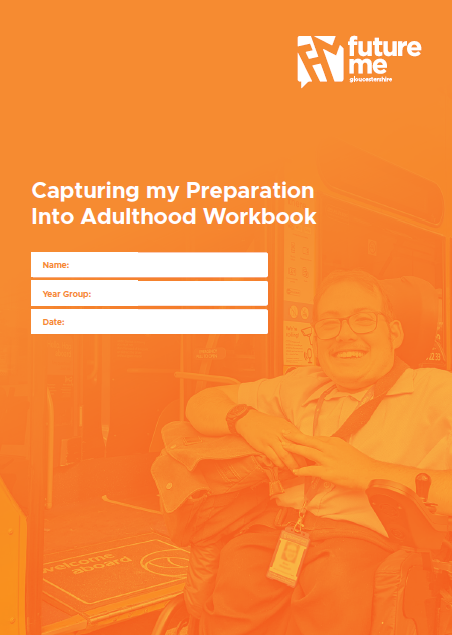 future
me
gloucestershire
Capturing my Preparation
Into Adulthood Workbook
Name:
Year Group:
Date:
welcome
aboard